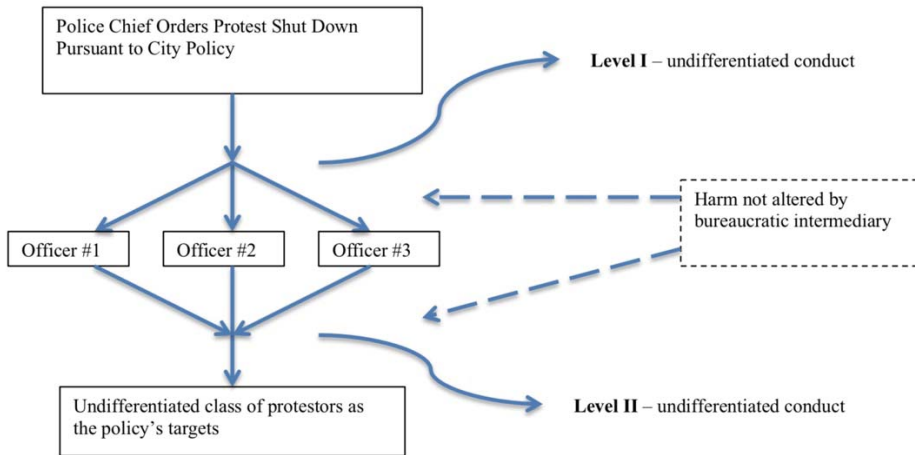 Police Chief Orders Protest Shut Down
Pursuant to City Policy
Level I – undifferentiated conduct
Harm not altered by
bureaucratic intermediary
Officer #1
Officer #2
Officer #3
Undifferentiated class of protestors as
the policy's targets
Level II – undifferentiated conduct